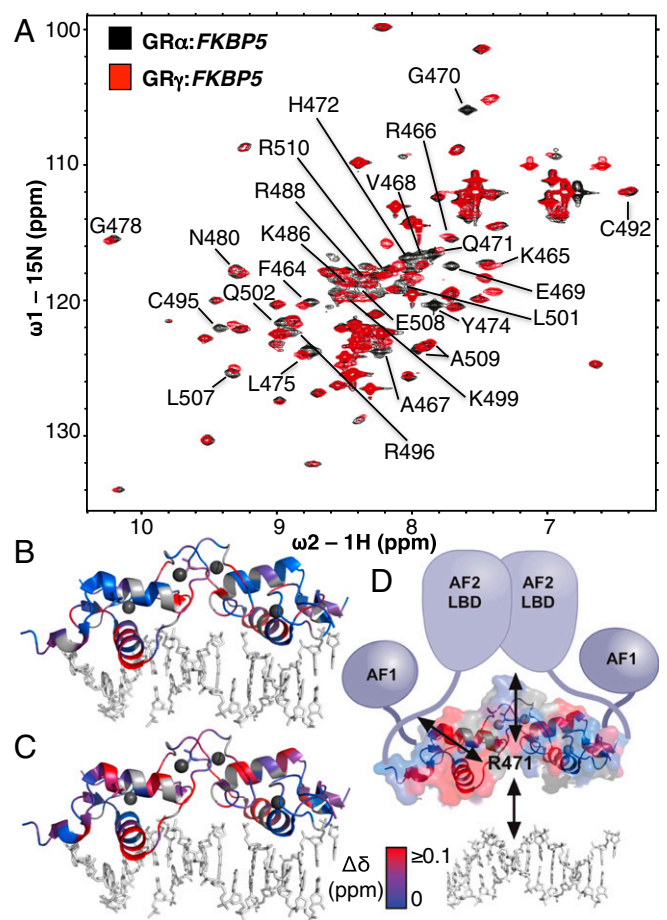 A
GRα:FKBP5
GRγ:FKBP5
100
110
120
130
ω1 – 15N (ppm)
10
9
8
7
ω2 – 1H (ppm)
G470
H472
R466
R510
V468
R488
G478
Q471
C492
K486
K465
N480
F464
E469
C495
Q502
L501
E508
Y474
A509
L507
L475
A467
K499
R496
B
C
D
AF2
LBD
AF2
LBD
AF1
AF1
R471
Δδ
(ppm)
≥0.1
0